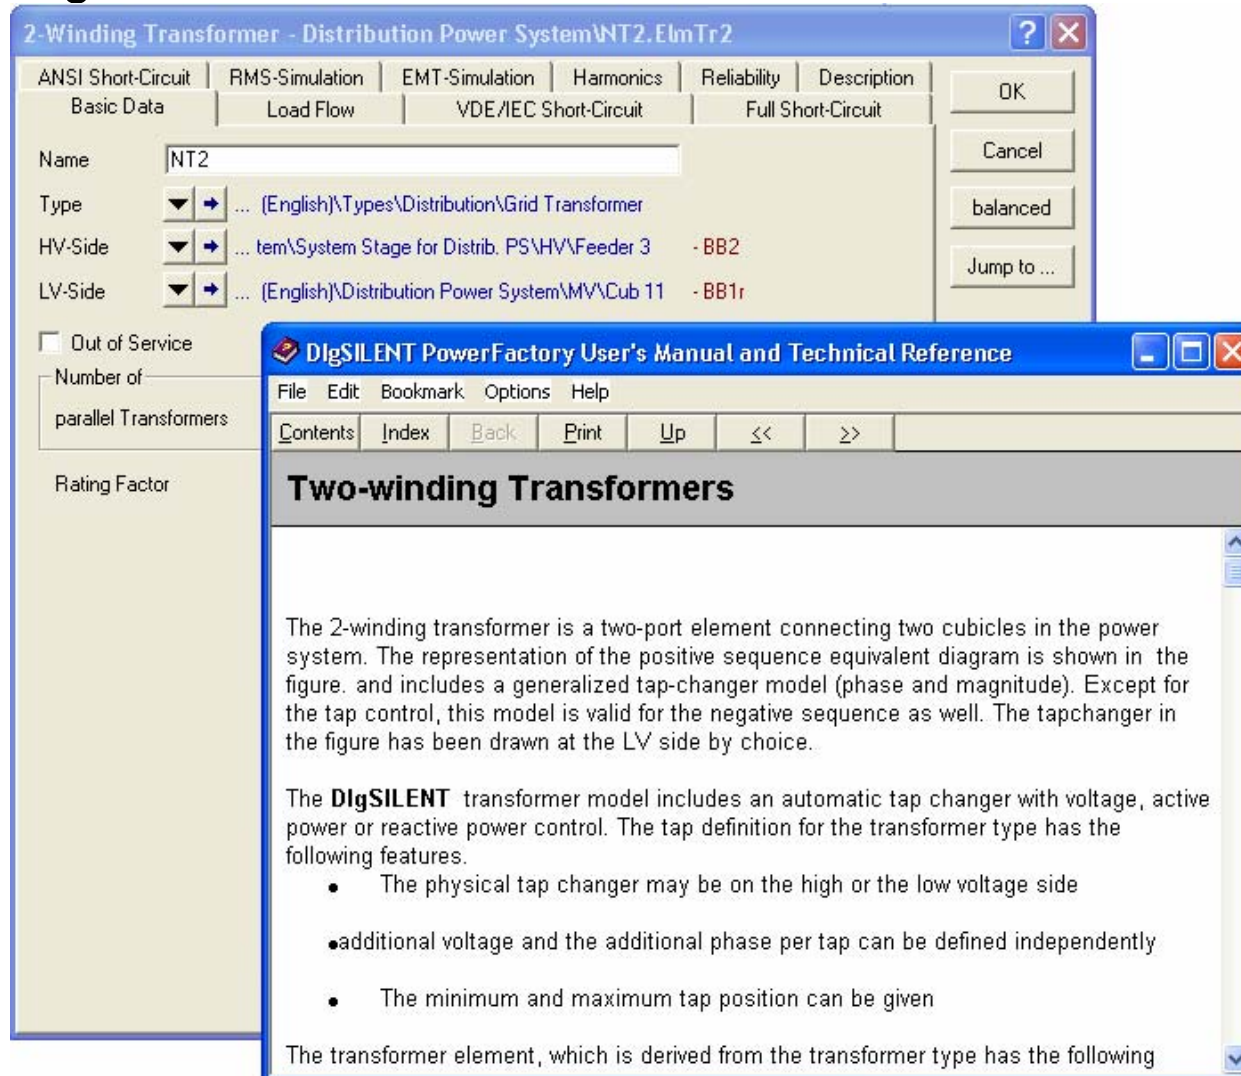 2-Winding Transformer - Distribution Power System\NT2.ElmTr2
ANSI Short-Circuit RMS-Simulation EMT-Simulation Harmonics Reliability Description
OK
Basic Data Load Flow VDE/IEC Short-Circuit Full Short-Circuit
Name NT2
Cancel
Type ... (English)\Types\Distribution\Grid Transformer
balanced
HV-Side ... tem\System Stage for Distrib. PS\HV\Feeder 3 - BB2
Jump to ...
LV-Side ... (English)\Distribution Power System\MV\Cub 11 - BB1r
Out of Service
Number of
parallel Transformers
Rating Factor
DIgSILENT PowerFactory User's Manual and Technical Reference
File Edit Bookmark Options Help
Contents Index Back Print Up << >>
Two-winding Transformers
The 2-winding transformer is a two-port element connecting two cubicles in the power
system. The representation of the positive sequence equivalent diagram is shown in the
figure. and includes a generalized tap-changer model (phase and magnitude). Except for
the tap control, this model is valid for the negative sequence as well. The tapchanger in
the figure has been drawn at the LV side by choice.
The DIgSILENT transformer model includes an automatic tap changer with voltage, active
power or reactive power control. The tap definition for the transformer type has the
following features.
● The physical tap changer may be on the high or the low voltage side
●additional voltage and the additional phase per tap can be defined independently
● The minimum and maximum tap position can be given
The transformer element, which is derived from the transformer type has the following